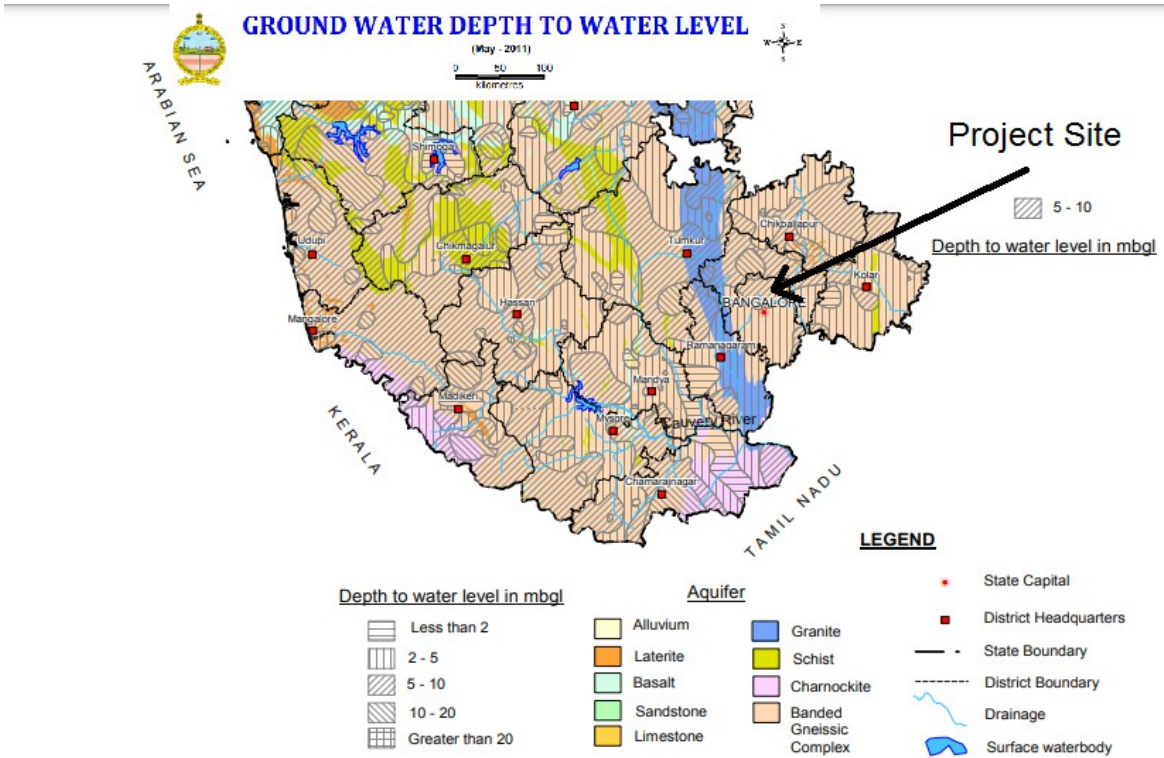 GROUND WATER DEPTH TO WATER LEVEL
(May - 2011)
0 50 100
kilometres
S
W E
S
ARABIAN SEA
Project Site
5 - 10
Depth to water level in mbgl
Shimoga
Chikballapur
Udupi
Chikmagalur
Tumkur
Kolar
BANGALORE
Hassan
Mangalore
Ramanagaram
Mandya
Madikeri
Mysore
Cauvery River
KERALA
Chamarajnagar
TAMIL NADU
LEGEND
Depth to water level in mbgl
Less than 2
2 - 5
5 - 10
10 - 20
Greater than 20
Aquifer
Alluvium
Laterite
Basalt
Sandstone
Limestone
Granite
Schist
Charnockite
Banded
Gneissic
Complex
State Capital
District Headquarters
State Boundary
District Boundary
Drainage
Surface waterbody